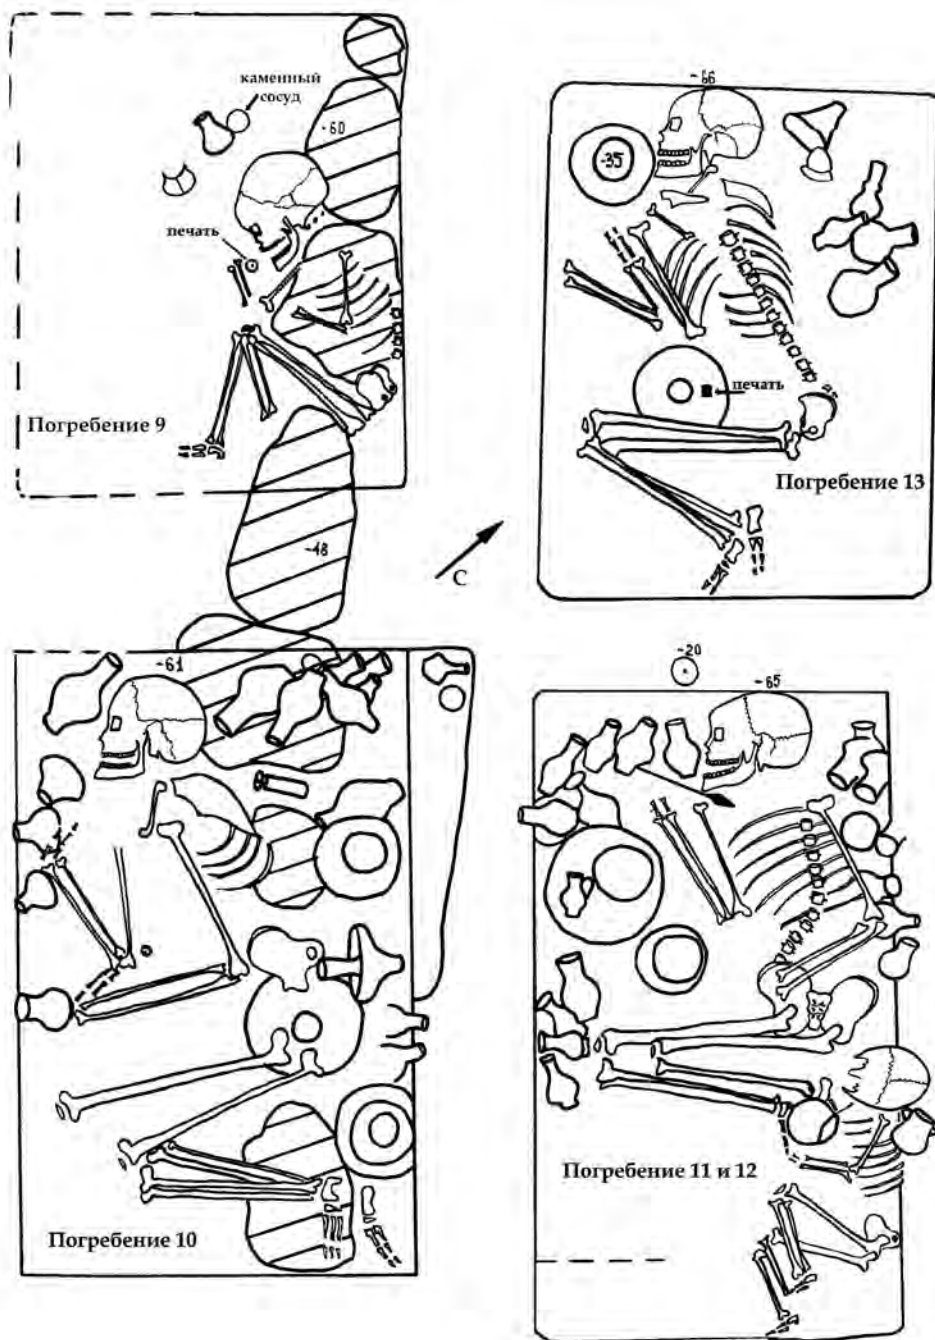 каменный
сосуд
-60
печать
Погребение 9
-66
-35
печать
Погребение 13
-48
С
-61
Погребение 10
-20
-65
Погребение 11 и 12